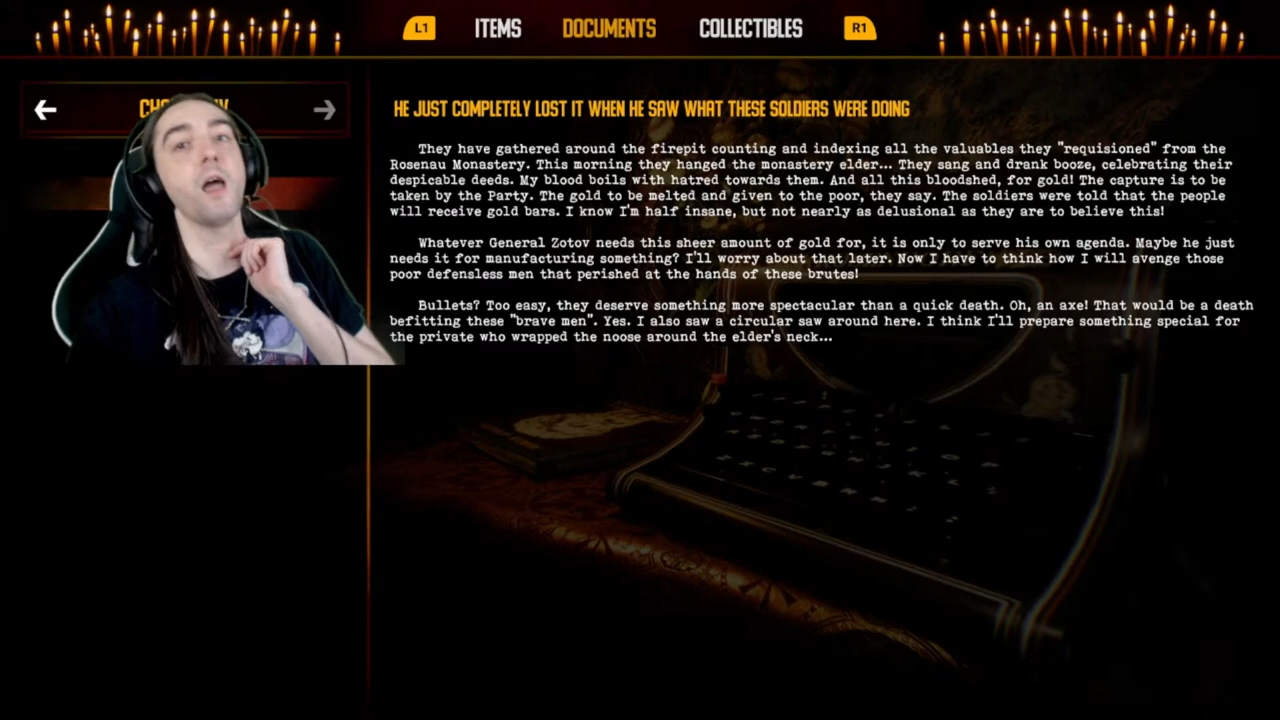 L1 ITEMS DOCUMENTS COLLECTIBLES R1
HE JUST COMPLETELY LOST IT WHEN HE SAW WHAT THESE SOLDIERS WERE DOING
They have gathered around the firepit counting and indexing all the valuables they "requisioned" from the
Rosenau Monastery. This morning they hanged the monastery elder... They sang and drank booze, celebrating their
despicable deeds. My blood boils with hatred towards them. And all this bloodshed, for gold! The capture is to be
taken by the Party. The gold to be melted and given to the poor, they say. The soldiers were told that the people
will receive gold bars. I know I'm half insane, but not nearly as delusional as they are to believe this!
Whatever General Zotov needs this sheer amount of gold for, it is only to serve his own agenda. Maybe he just
needs it for manufacturing something? I'll worry about that later. Now I have to think how I will avenge those
poor defensless men that perished at the hands of these brutes!
Bullets? Too easy, they deserve something more spectacular than a quick death. Oh, an axe! That would be a death
befitting these "brave men". Yes. I also saw a circular saw around here. I think I'll prepare something special for
the private who wrapped the noose around the elder's neck...